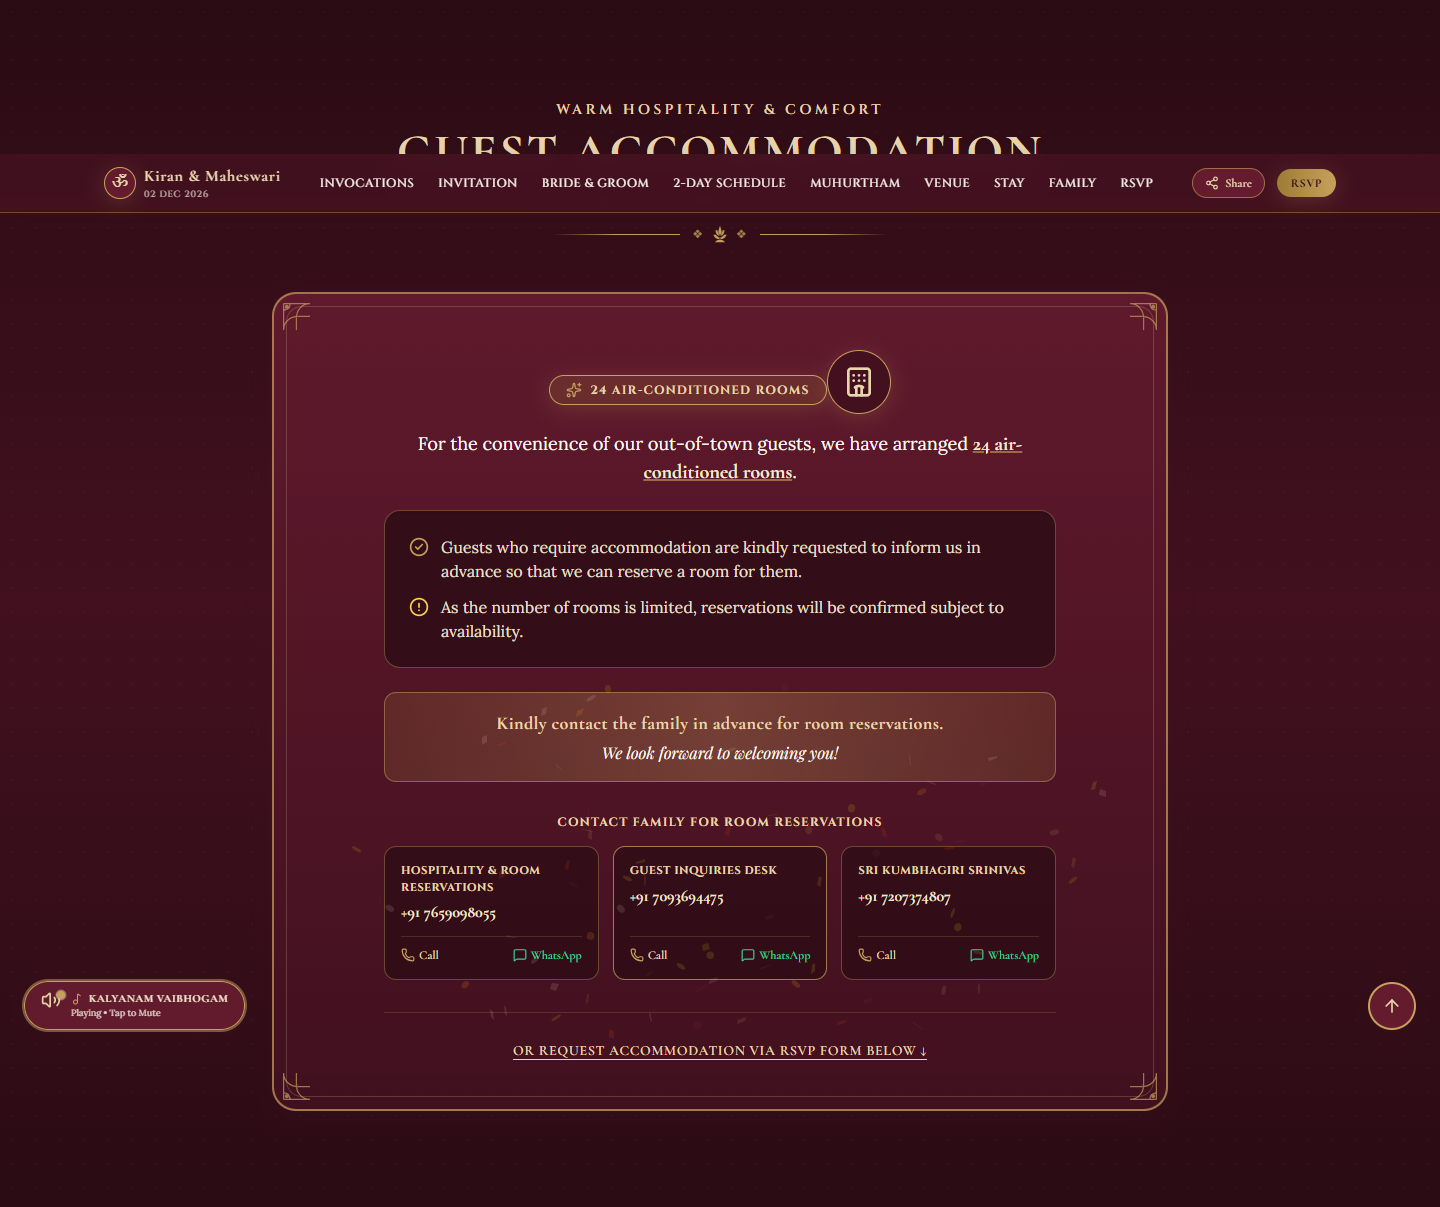 WARM HOSPITALITY & COMFORT
GUEST ACCOMMODATION
ॐ
Kiran & Maheswari
02 DEC 2026
INVOCATIONS INVITATION BRIDE & GROOM 2-DAY SCHEDULE MUHURTHAM VENUE STAY FAMILY RSVP
Share
RSVP
24 AIR-CONDITIONED ROOMS
For the convenience of our out-of-town guests, we have arranged 24 air-
conditioned rooms.
Guests who require accommodation are kindly requested to inform us in
advance so that we can reserve a room for them.
As the number of rooms is limited, reservations will be confirmed subject to
availability.
Kindly contact the family in advance for room reservations.
We look forward to welcoming you!
CONTACT FAMILY FOR ROOM RESERVATIONS
HOSPITALITY & ROOM
RESERVATIONS
+91 7659098055
Call WhatsApp
GUEST INQUIRIES DESK
+91 7093694475
Call WhatsApp
SRI KUMBHAGIRI SRINIVAS
+91 7207374807
Call WhatsApp
KALYANAM VAIBHOGAM
Playing • Tap to Mute
OR REQUEST ACCOMMODATION VIA RSVP FORM BELOW ↓